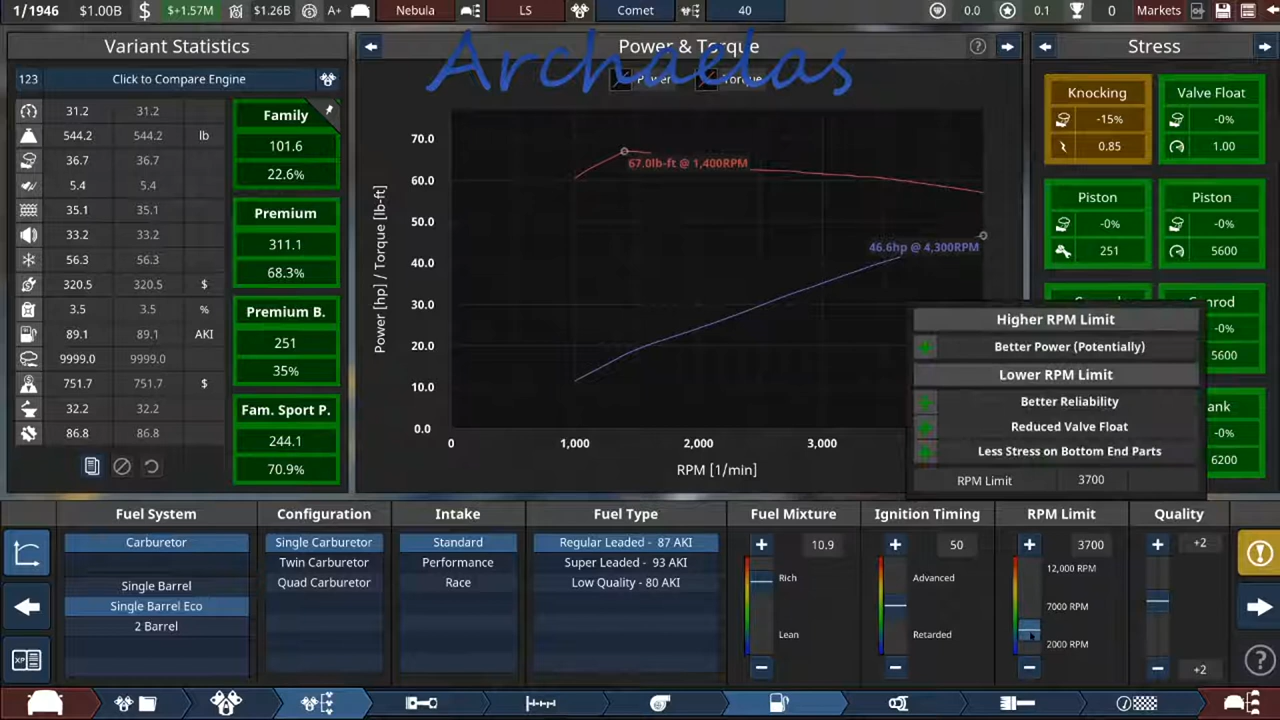 1/1946 $1.00B $+1.57M $1.26B A+ Nebula LS Comet 40 0.0 0.1 0 Markets
Variant Statistics
123 Click to Compare Engine
31.2 31.2
544.2 544.2 lb
36.7 36.7
5.4 5.4
35.1 35.1
33.2 33.2
56.3 56.3
320.5 320.5 $
3.5 3.5 %
89.1 89.1 AKI
9999.0 9999.0
751.7 751.7 $
32.2 32.2
86.8 86.8
Family
101.6
22.6%
Premium
311.1
68.3%
Premium B.
251
35%
Fam. Sport P.
244.1
70.9%
Power & Torque
Archaelas
Power Torque
Power [hp] / Torque [lb-ft]
70.0
60.0
50.0
40.0
30.0
20.0
10.0
0.0
67.0lb-ft @ 1,400RPM
46.6hp @ 4,300RPM
0 1,000 2,000 3,000
RPM [1/min]
Stress
Knocking
-15%
0.85
Valve Float
-0%
1.00
Piston
-0%
251
Piston
-0%
5600
-0%
5600
-0%
6200
Higher RPM Limit
Better Power (Potentially)
Lower RPM Limit
Better Reliability
Reduced Valve Float
Less Stress on Bottom End Parts
RPM Limit 3700
Fuel System
Carburetor
Single Barrel
Single Barrel Eco
2 Barrel
Configuration
Single Carburetor
Twin Carburetor
Quad Carburetor
Intake
Standard
Performance
Race
Fuel Type
Regular Leaded - 87 AKI
Super Leaded - 93 AKI
Low Quality - 80 AKI
Fuel Mixture
10.9
Rich
Lean
Ignition Timing
50
Advanced
Retarded
RPM Limit
3700
12,000 RPM
7000 RPM
2000 RPM
Quality
+2
+2
XP